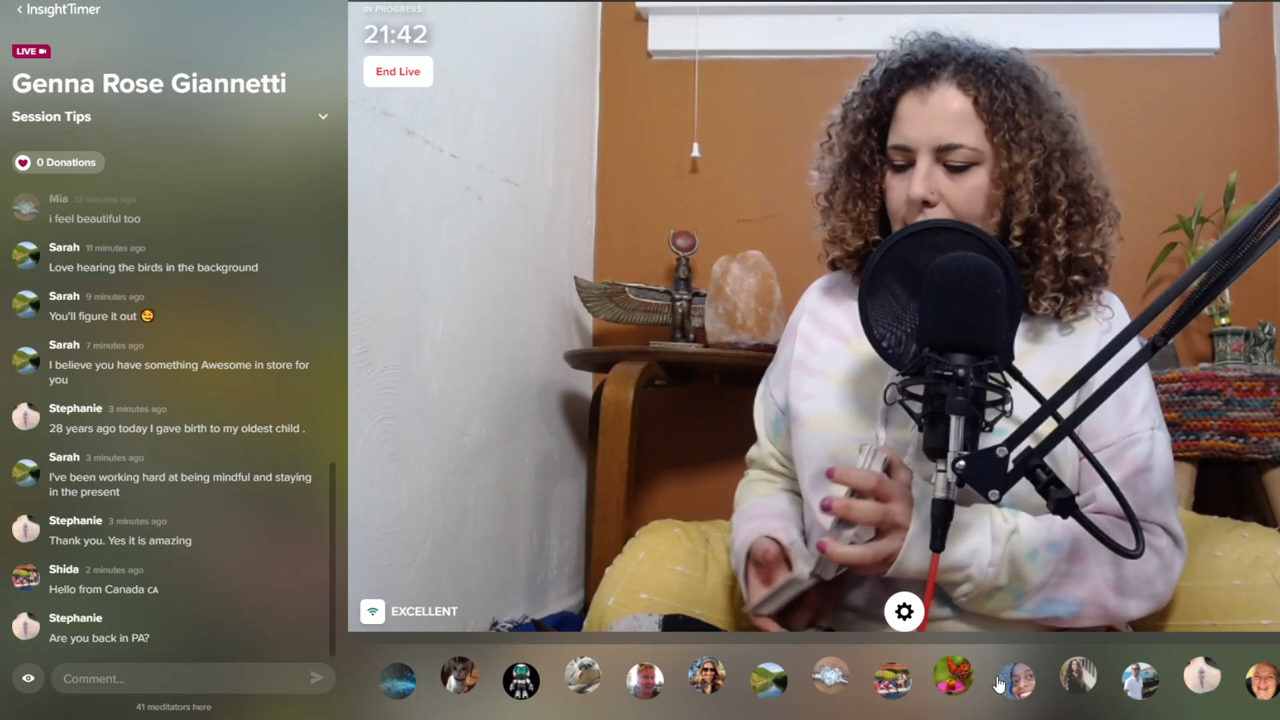 InsightTimer
LIVE
Genna Rose Giannetti
Session Tips
0 Donations
Mia 13 minutes ago
i feel beautiful too
Sarah 11 minutes ago
Love hearing the birds in the background
Sarah 9 minutes ago
You'll figure it out
Sarah 7 minutes ago
I believe you have something Awesome in store for
you
Stephanie 3 minutes ago
28 years ago today I gave birth to my oldest child .
Sarah 3 minutes ago
I've been working hard at being mindful and staying
in the present
Stephanie 3 minutes ago
Thank you. Yes it is amazing
Shida 2 minutes ago
Hello from Canada CA
Stephanie
Are you back in PA?
Comment...
41 meditators here
IN PROGRESS
21:42
End Live
EXCELLENT